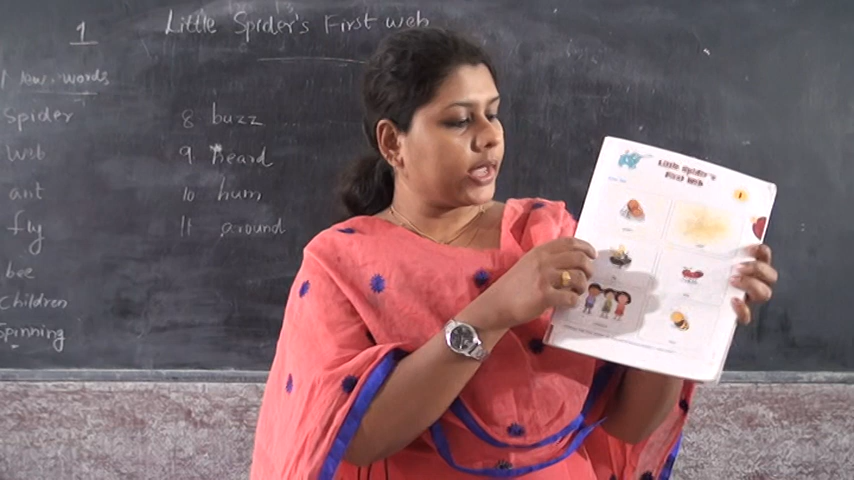 1
Little Spider's First web
New words
Spider
Web
ant
fly
bee
children
Spinning
8 buzz
9 Heard
10 hum
11 around
Little Spider's
First Web
1